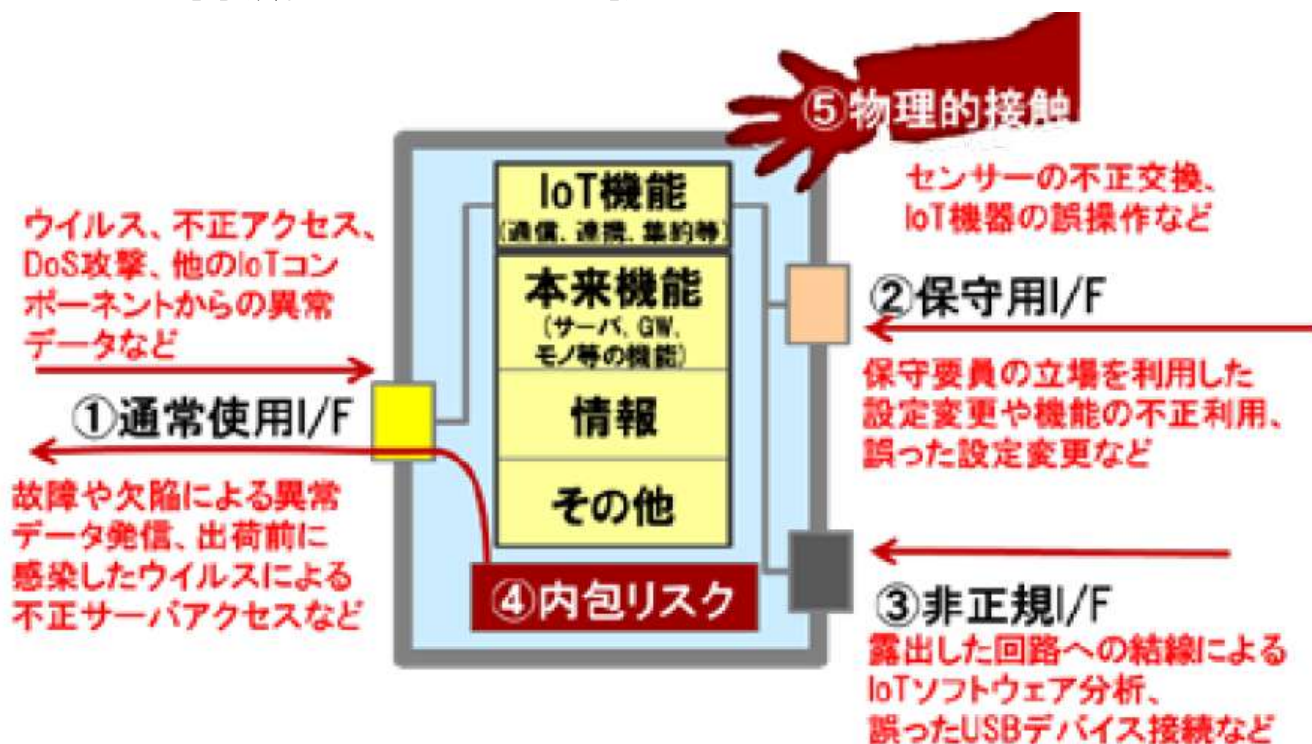 ⑤物理的接触
センサーの不正交換、
IoT機器の誤操作など
IoT機能
(通信、連携、集約等)
本来機能
(サーバ、GW、
モノ等の機能)
情報
その他
ウイルス、不正アクセス、
DoS攻撃、他のIoTコン
ポーネントからの異常
データなど
①通常使用I/F
故障や欠陥による異常
データ発信、出荷前に
感染したウイルスによる
不正サーバアクセスなど
④内包リスク
②保守用I/F
保守要員の立場を利用した
設定変更や機能の不正利用、
誤った設定変更など
③非正規I/F
露出した回路への結線による
IoTソフトウェア分析、
誤ったUSBデバイス接続など